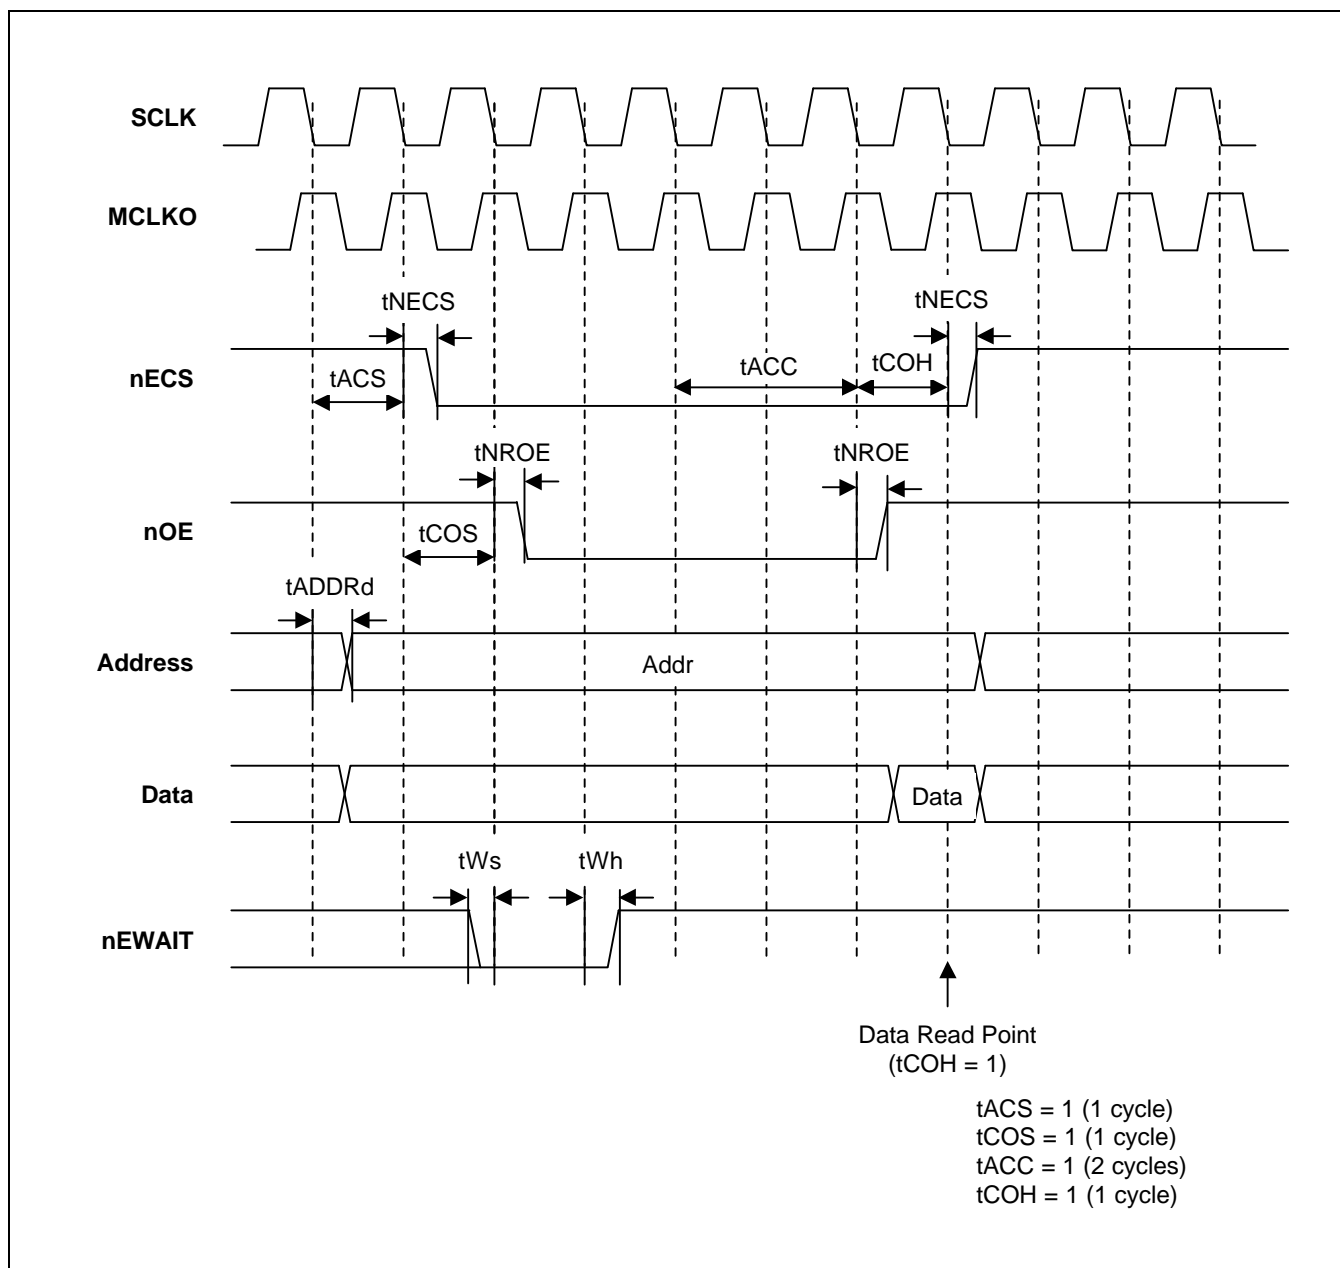 SCLK
MCLKO
tNECS
tNECS
nECS
tACS
tACC
tCOH
tNROE
tNROE
nOE
tCOS
tADDRd
Address
Addr
Data
Data
tWs
tWh
nEWAIT
Data Read Point
(tCOH = 1)
tACS = 1 (1 cycle)
tCOS = 1 (1 cycle)
tACC = 1 (2 cycles)
tCOH = 1 (1 cycle)